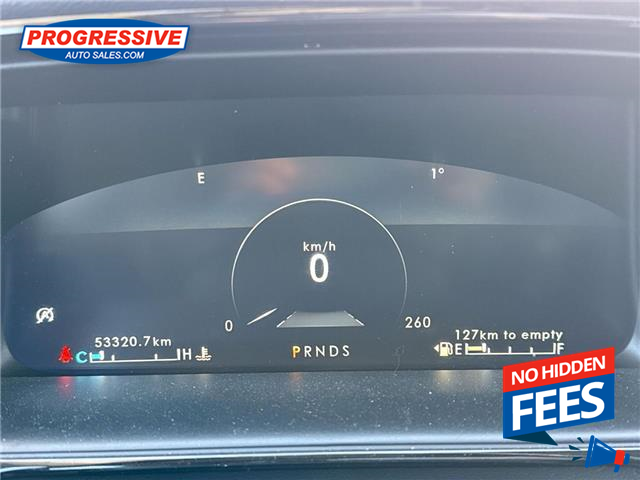 PROGRESSIVE
AUTO SALES.COM
E
1°
km/h
0
0
260
53320.7km
127km to empty
C H
PRNDS
E F
NO HIDDEN
FEES